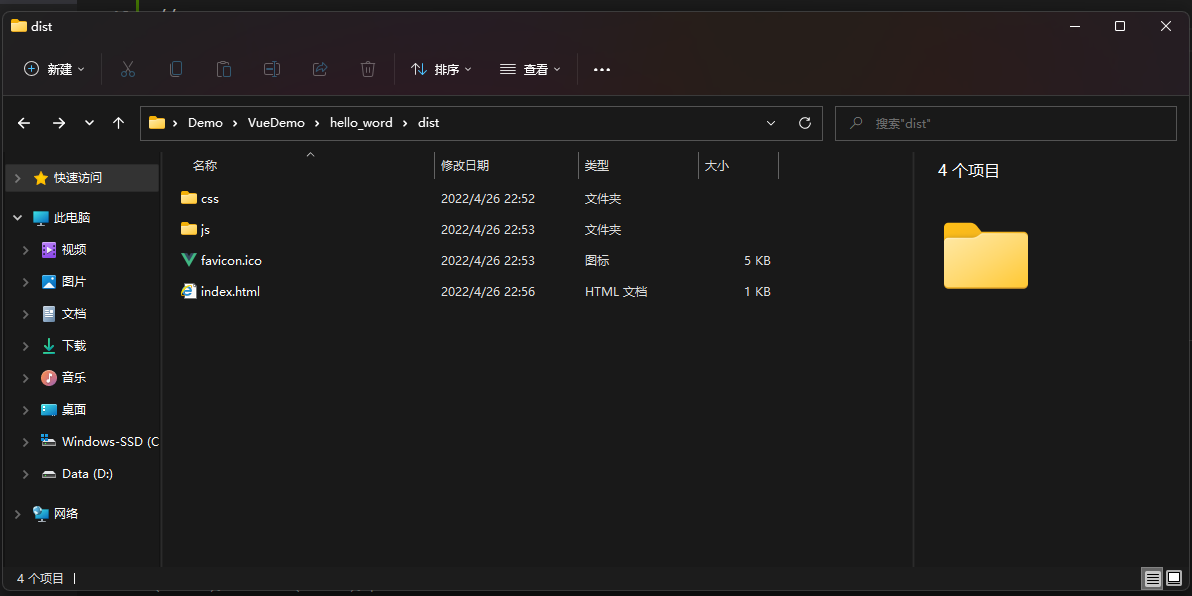 dist
新建 排序 查看
Demo VueDemo hello_word dist 搜索"dist"
名称 修改日期 类型 大小
css 2022/4/26 22:52 文件夹
js 2022/4/26 22:53 文件夹
favicon.ico 2022/4/26 22:53 图标 5 KB
index.html 2022/4/26 22:56 HTML 文档 1 KB
快速访问
此电脑
视频
图片
文档
下载
音乐
桌面
Windows-SSD (C
Data (D:)
网络
4 个项目
4 个项目